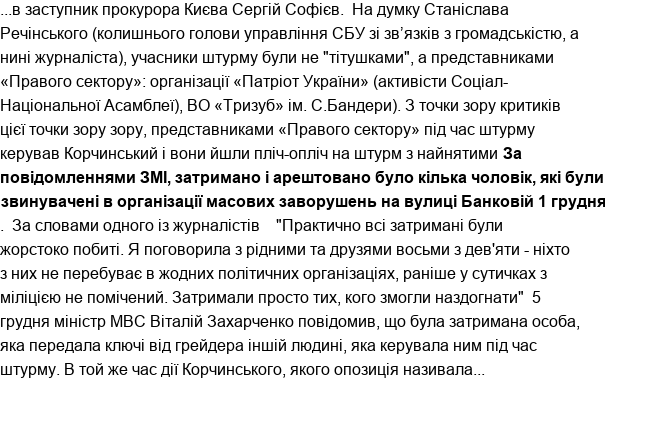 ...в заступник прокурора Києва Сергій Софієв.  На думку Станіслава
Речінського (колишнього голови управління СБУ зі зв’язків з громадськістю, а
нині журналіста), учасники штурму були не "тітушками", а представниками
«Правого сектору»: організації «Патріот України» (активісти Соціал-
Національної Асамблеї), ВО «Тризуб» ім. С.Бандери). З точки зору критиків
цієї точки зору зору, представниками «Правого сектору» під час штурму
керував Корчинський і вони йшли пліч-опліч на штурм з найнятими За
повідомленнями ЗМІ, затримано і арештовано було кілька чоловік, які були
звинувачені в організації масових заворушень на вулиці Банковій 1 грудня
.  За словами одного із журналістів    "Практично всі затримані були
жорстоко побиті. Я поговорила з рідними та друзями восьми з дев'яти - ніхто
з них не перебуває в жодних політичних організаціях, раніше у сутичках з
міліцією не помічений. Затримали просто тих, кого змогли наздогнати"  5
грудня міністр МВС Віталій Захарченко повідомив, що була затримана особа,
яка передала ключі від грейдера іншій людині, яка керувала ним під час
штурму. В той же час дії Корчинського, якого опозиція називала...